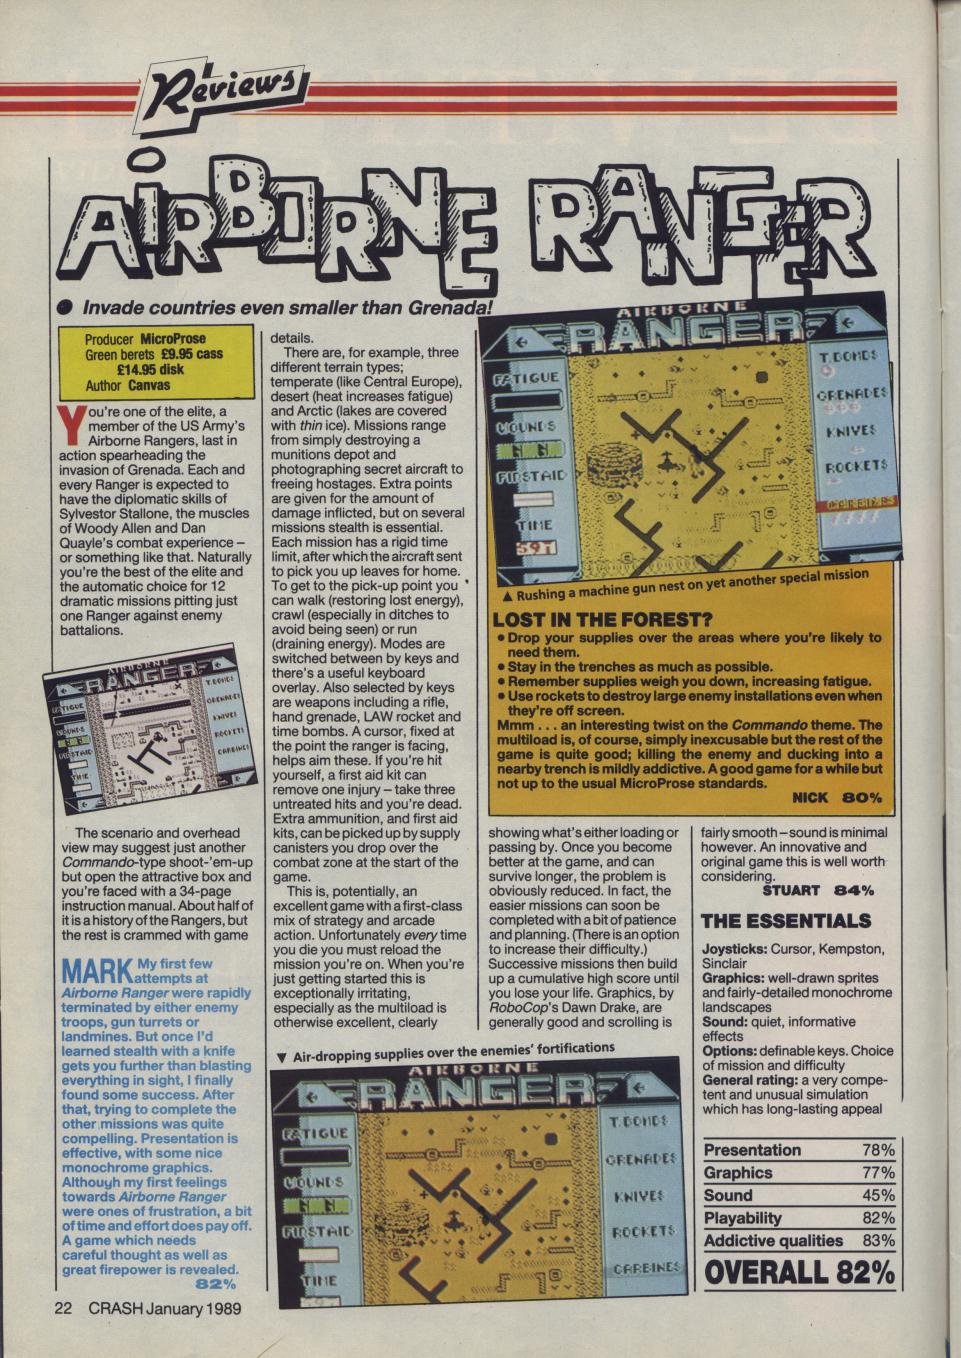 Reviews
AIRBORNE RANGER
● Invade countries even smaller than Grenada!
Producer MicroProse
Green berets £9.95 cass
£14.95 disk
Author Canvas
You're one of the elite, a
member of the US Army's
Airborne Rangers, last in
action spearheading the
invasion of Grenada. Each and
every Ranger is expected to
have the diplomatic skills of
Sylvestor Stallone, the muscles
of Woody Allen and Dan
Quayle's combat experience –
or something like that. Naturally
you're the best of the elite and
the automatic choice for 12
dramatic missions pitting just
one Ranger against enemy
battalions.
AIRBORNE
RANGER
FATIGUE
WOUNDS
FIRSTAID
TIME
T.BOMBS
GRENADES
KNIVES
ROCKETS
CARBINES
The scenario and overhead
view may suggest just another
Commando-type shoot-'em-up
but open the attractive box and
you're faced with a 34-page
instruction manual. About half of
it is a history of the Rangers, but
the rest is crammed with game
MARK My first few
attempts at
Airborne Ranger were rapidly
terminated by either enemy
troops, gun turrets or
landmines. But once I'd
learned stealth with a knife
gets you further than blasting
everything in sight, I finally
found some success. After
that, trying to complete the
other missions was quite
compelling. Presentation is
effective, with some nice
monochrome graphics.
Although my first feelings
towards Airborne Ranger
were ones of frustration, a bit
of time and effort does pay off.
A game which needs
careful thought as well as
great firepower is revealed.
82%
details.
There are, for example, three
different terrain types;
temperate (like Central Europe),
desert (heat increases fatigue)
and Arctic (lakes are covered
with thin ice). Missions range
from simply destroying a
munitions depot and
photographing secret aircraft to
freeing hostages. Extra points
are given for the amount of
damage inflicted, but on several
missions stealth is essential.
Each mission has a rigid time
limit, after which the aircraft sent
to pick you up leaves for home.
To get to the pick-up point you
can walk (restoring lost energy),
crawl (especially in ditches to
avoid being seen) or run
(draining energy). Modes are
switched between by keys and
there's a useful keyboard
overlay. Also selected by keys
are weapons including a rifle,
hand grenade, LAW rocket and
time bombs. A cursor, fixed at
the point the ranger is facing,
helps aim these. If you're hit
yourself, a first aid kit can
remove one injury – take three
untreated hits and you're dead.
Extra ammunition, and first aid
kits, can be picked up by supply
canisters you drop over the
combat zone at the start of the
game.
This is, potentially, an
excellent game with a first-class
mix of strategy and arcade
action. Unfortunately every time
you die you must reload the
mission you're on. When you're
just getting started this is
exceptionally irritating,
especially as the multiload is
otherwise excellent, clearly
AIRBORNE
RANGER
FATIGUE
WOUNDS
FIRSTAID
TIME
597
T.BOMBS
GRENADES
KNIVES
ROCKETS
CARBINES
▲ Rushing a machine gun nest on yet another special mission
LOST IN THE FOREST?
● Drop your supplies over the areas where you're likely to
need them.
● Stay in the trenches as much as possible.
● Remember supplies weigh you down, increasing fatigue.
● Use rockets to destroy large enemy installations even when
they're off screen.
Mmm . . . an interesting twist on the Commando theme. The
multiload is, of course, simply inexcusable but the rest of the
game is quite good; killing the enemy and ducking into a
nearby trench is mildly addictive. A good game for a while but
not up to the usual MicroProse standards.
NICK 80%
showing what's either loading or
passing by. Once you become
better at the game, and can
survive longer, the problem is
obviously reduced. In fact, the
easier missions can soon be
completed with a bit of patience
and planning. (There is an option
to increase their difficulty.)
Successive missions then build
up a cumulative high score until
you lose your life. Graphics, by
RoboCop's Dawn Drake, are
generally good and scrolling is
fairly smooth – sound is minimal
however. An innovative and
original game this is well worth
considering.
STUART 84%
▼ Air-dropping supplies over the enemies' fortifications
AIRBORNE
RANGER
FATIGUE
WOUNDS
FIRSTAID
TIME
T.BOMBS
GRENADES
KNIVES
ROCKETS
CARBINES
THE ESSENTIALS
Joysticks: Cursor, Kempston,
Sinclair
Graphics: well-drawn sprites
and fairly-detailed monochrome
landscapes
Sound: quiet, informative
effects
Options: definable keys. Choice
of mission and difficulty
General rating: a very compe-
tent and unusual simulation
which has long-lasting appeal
Presentation 78%
Graphics 77%
Sound 45%
Playability 82%
Addictive qualities 83%
OVERALL 82%
22 CRASH January 1989